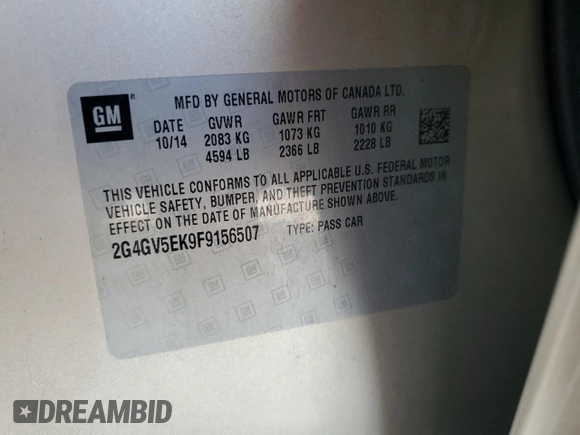 GM
MFD BY GENERAL MOTORS OF CANADA LTD.
DATE GVWR GAWR FRT GAWR RR
10/14 2083 KG 1073 KG 1010 KG
4594 LB 2366 LB 2228 LB
THIS VEHICLE CONFORMS TO ALL APPLICABLE U.S. FEDERAL MOTOR
VEHICLE SAFETY, BUMPER, AND THEFT PREVENTION STANDARDS IN
EFFECT ON THE DATE OF MANUFACTURE SHOWN ABOVE.
2G4GV5EK9F9156507 TYPE: PASS CAR
DREAMBID